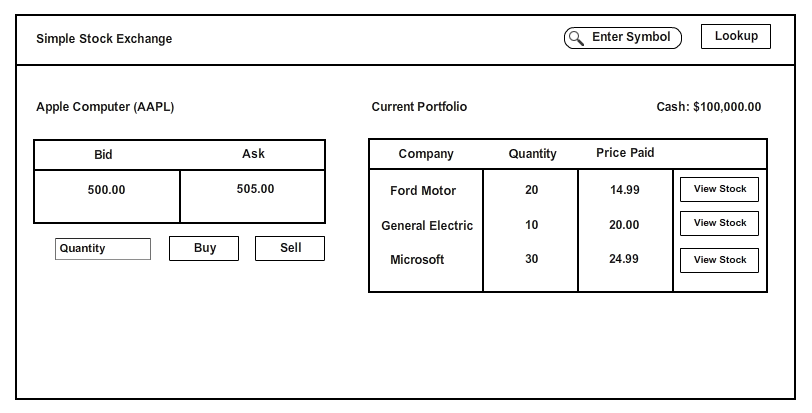 Simple Stock Exchange
Enter Symbol
Lookup
Apple Computer (AAPL)
Current Portfolio
Cash: $100,000.00
Bid Ask
500.00 505.00
Quantity
Buy
Sell
Company Quantity Price Paid
Ford Motor 20 14.99 View Stock
General Electric 10 20.00 View Stock
Microsoft 30 24.99 View Stock